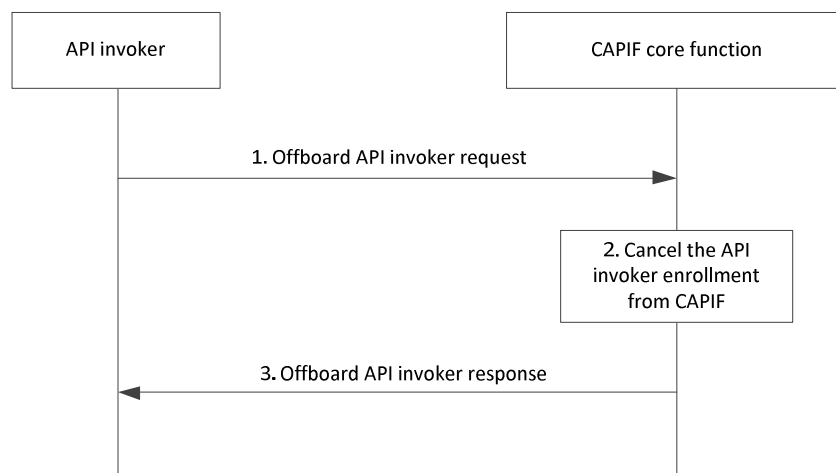 API invoker
CAPIF core function
1. Offboard API invoker request
2. Cancel the API
invoker enrollment
from CAPIF
3. Offboard API invoker response